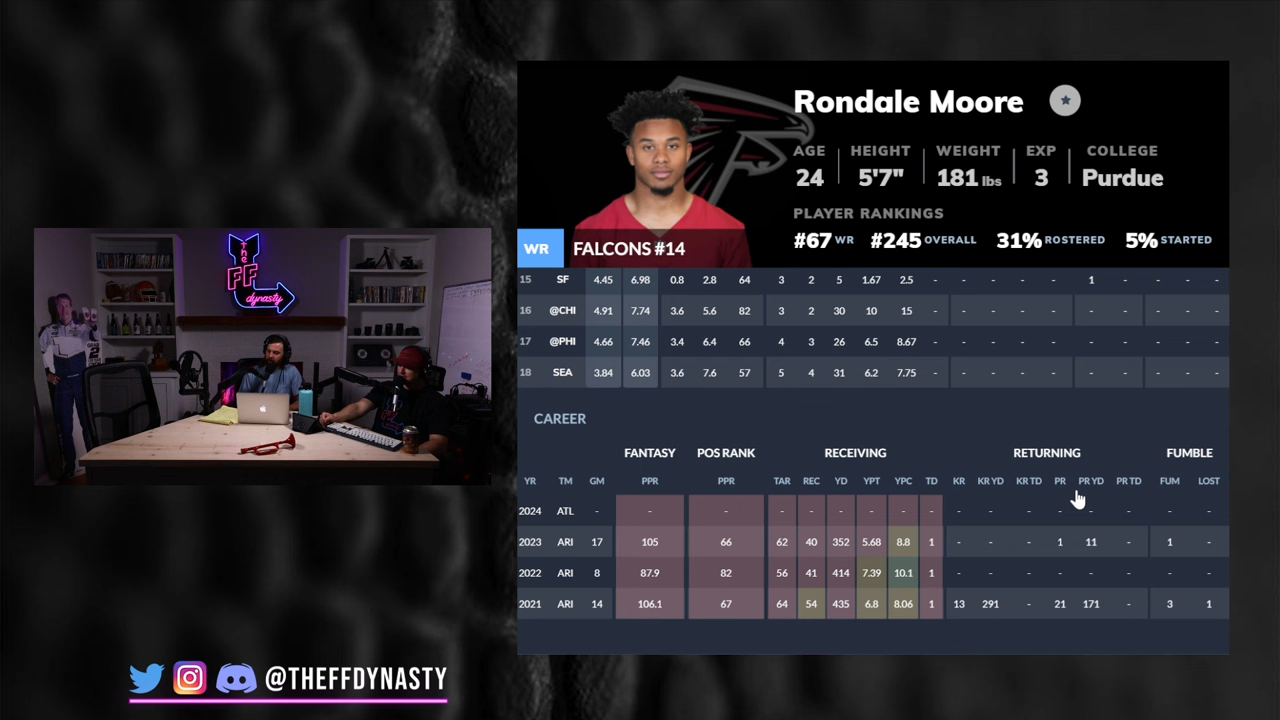 Rondale Moore
AGE HEIGHT WEIGHT EXP COLLEGE
24 5'7" 181 lbs 3 Purdue
PLAYER RANKINGS
#67 WR #245 OVERALL 31% ROSTERED 5% STARTED
WR FALCONS #14
15 SF 4.45 6.98 0.8 2.8 64 3 2 5 1.67 2.5 - - - - - 1 - - - -
16 @CHI 4.91 7.74 3.6 5.6 82 3 2 30 10 15 - - - - - - - - - -
17 @PHI 4.66 7.46 3.4 6.4 66 4 3 26 6.5 8.67 - - - - - - - - - -
18 SEA 3.84 6.03 3.6 7.6 57 5 4 31 6.2 7.75 - - - - - - - - - -
CAREER
FANTASY POS RANK RECEIVING RETURNING FUMBLE
YR TM GM PPR PPR TAR REC YD YPT YPC TD KR KR YD KR TD PR PR YD PR TD FUM LOST
2024 ATL - - - - - - - - - - - - - - - - -
2023 ARI 17 105 66 62 40 352 5.68 8.8 1 - - - 1 11 - 1 -
2022 ARI 8 87.9 82 56 41 414 7.39 10.1 1 - - - - - - - -
2021 ARI 14 106.1 67 64 54 435 6.8 8.06 1 13 291 - 21 171 - 3 1
the
FF
dynasty
@THEFFDYNASTY